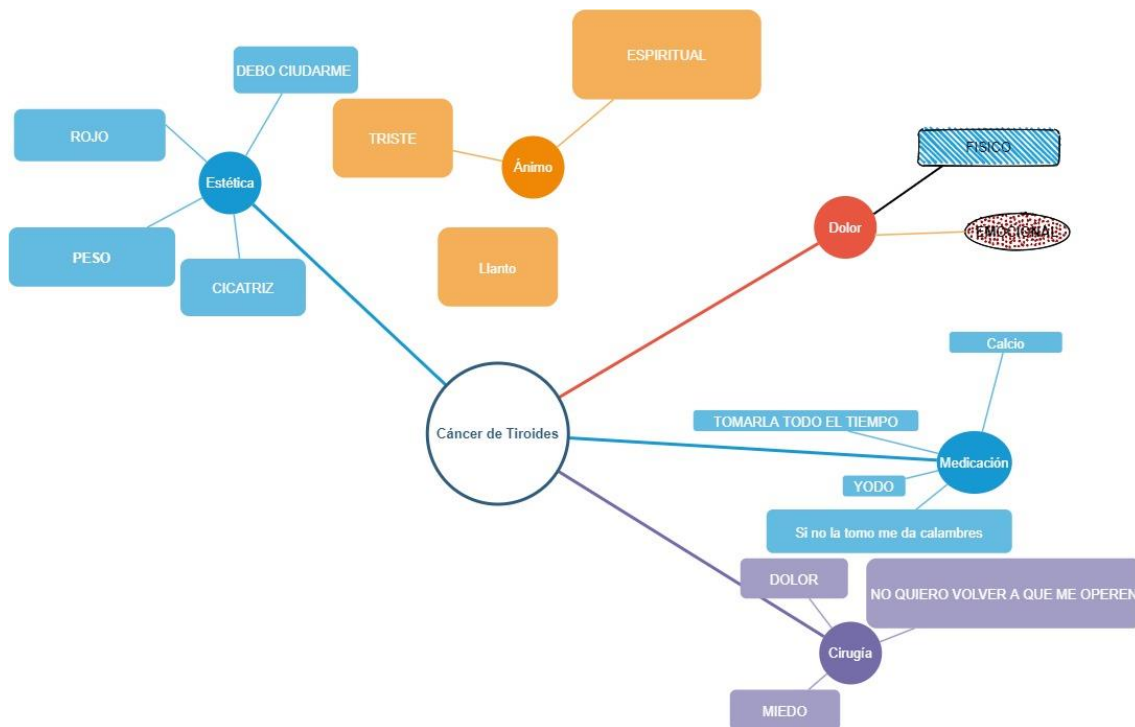 ESPIRITUAL
DEBO CIUDARME
ROJO
TRISTE
Ánimo
FISICO
Estética
Dolor
EMOCIONAL
PESO
Llanto
CICATRIZ
Calcio
TOMARLA TODO EL TIEMPO
Cáncer de Tiroides
Medicación
YODO
Si no la tomo me da calambres
DOLOR
NO QUIERO VOLVER A QUE ME OPEREN
Cirugía
MIEDO